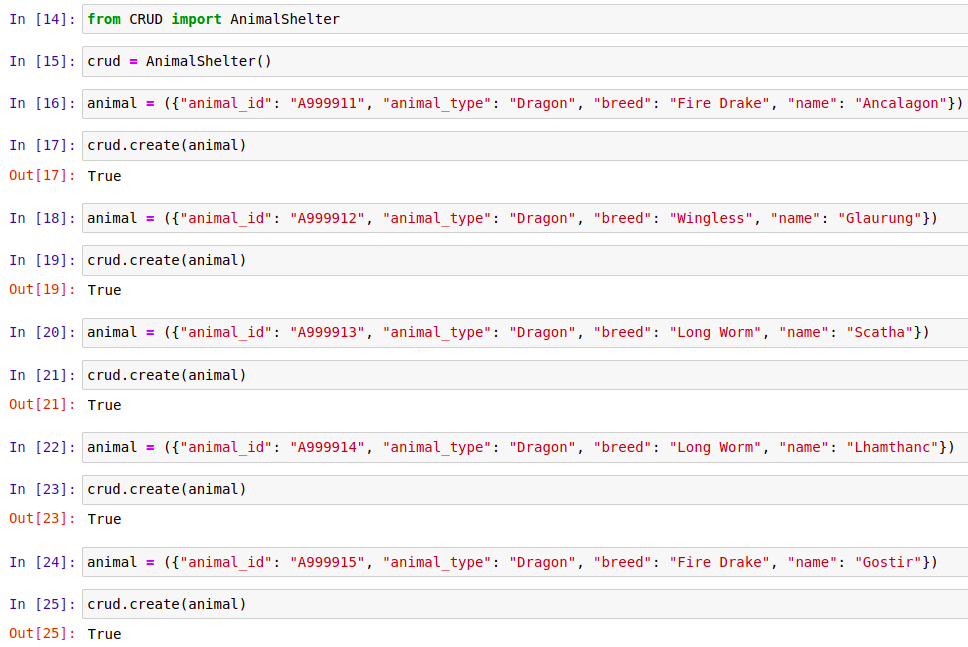 In [14]: from CRUD import AnimalShelter
In [15]: crud = AnimalShelter()
In [16]: animal = ({"animal_id": "A999911", "animal_type": "Dragon", "breed": "Fire Drake", "name": "Ancalagon"})
In [17]: crud.create(animal)
Out[17]: True
In [18]: animal = ({"animal_id": "A999912", "animal_type": "Dragon", "breed": "Wingless", "name": "Glaurung"})
In [19]: crud.create(animal)
Out[19]: True
In [20]: animal = ({"animal_id": "A999913", "animal_type": "Dragon", "breed": "Long Worm", "name": "Scatha"})
In [21]: crud.create(animal)
Out[21]: True
In [22]: animal = ({"animal_id": "A999914", "animal_type": "Dragon", "breed": "Long Worm", "name": "Lhamthanc"})
In [23]: crud.create(animal)
Out[23]: True
In [24]: animal = ({"animal_id": "A999915", "animal_type": "Dragon", "breed": "Fire Drake", "name": "Gostir"})
In [25]: crud.create(animal)
Out[25]: True